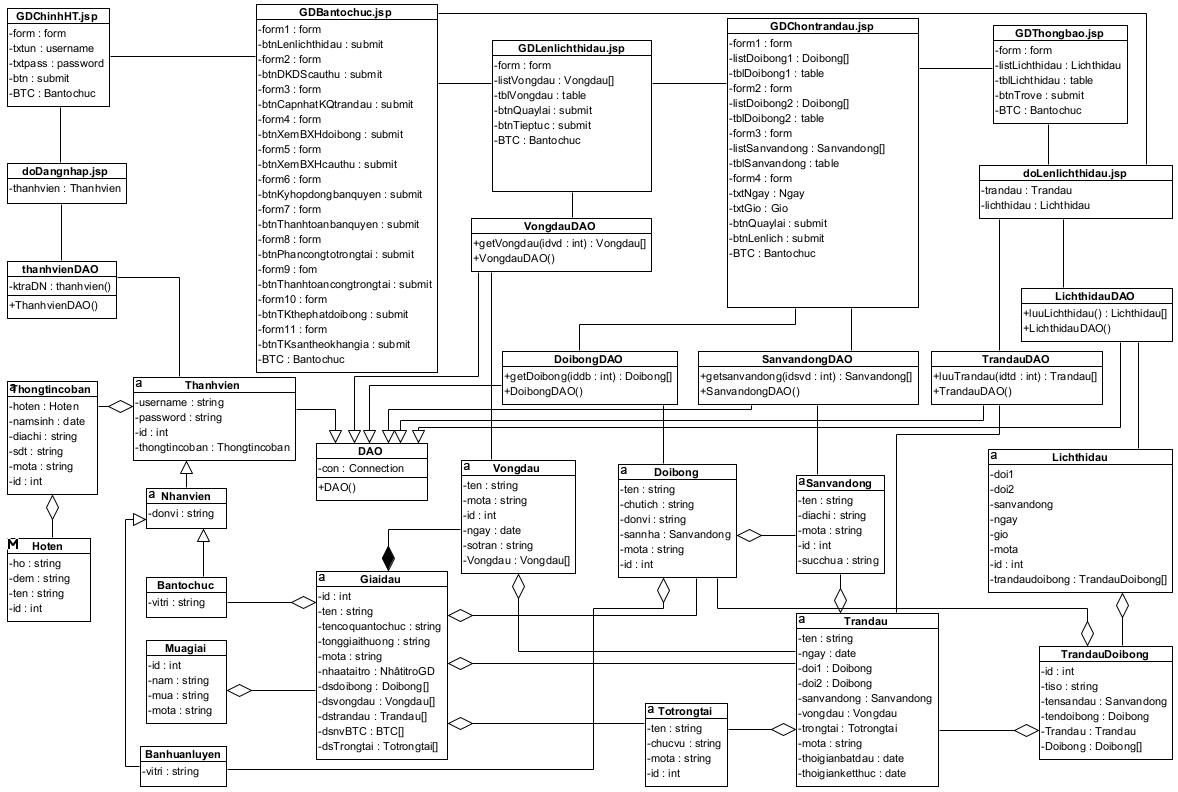 GDChinhHT.jsp
-form : form
-txtun : username
-txtpass : password
-btn : submit
-BTC : Bantochuc
GDBantochuc.jsp
-form1 : form
-btnLenlichthidau : submit
-form2 : form
-btnDKDScauthu : submit
-form3 : form
-btnCapnhatKQtrandau : submit
-form4 : form
-btnXemBXHdoibong : submit
-form5 : form
-btnXemBXHcauthu : submit
-form6 : form
-btnKyhopdongbanquyen : submit
-form7 : form
-btnThanhtoanbanquyen : submit
-form8 : form
-btnPhancongtotrongtai : submit
-form9 : fom
-btnThanhtoancongtrongtai : submit
-form10 : form
-btnTKthephatdoibong : submit
-form11 : form
-btnTKsantheokhangia : submit
-BTC : Bantochuc
GDLenlichthidau.jsp
-form : form
-listVongdau : Vongdau[]
-tblVongdau : table
-btnQuaylai : submit
-btnTieptuc : submit
-BTC : Bantochuc
GDChontrandau.jsp
-form1 : form
-listDoibong1 : Doibong[]
-tblDoibong1 : table
-form2 : form
-listDoibong2 : Doibong[]
-tblDoibong2 : table
-form3 : form
-listSanvandong : Sanvandong[]
-tblSanvandong : table
-form4 : form
-txtNgay : Ngay
-txtGio : Gio
-btnQuaylai : submit
-btnLenlich : submit
-BTC : Bantochuc
GDThongbao.jsp
-form : form
-listLichthidau : Lichthidau
-tblLichthidau : table
-btnTrove : submit
-BTC : Bantochuc
doDangnhap.jsp
-thanhvien : Thanhvien
doLenlichthidau.jsp
-trandau : Trandau
-lichthidau : Lichthidau
thanhvienDAO
-ktraDN : thanhvien()
+ThanhvienDAO()
VongdauDAO
+getVongdau(idvd : int) : Vongdau[]
+VongdauDAO()
LichthidauDAO
+luuLichthidau() : Lichthidau[]
+LichthidauDAO()
DoibongDAO
+getDoibong(iddb : int) : Doibong[]
+DoibongDAO()
SanvandongDAO
+getsanvandong(idsvd : int) : Sanvandong[]
+SanvandongDAO()
TrandauDAO
+luuTrandau(idtd : int) : Trandau[]
+TrandauDAO()
a
Thongtincoban
-hoten : Hoten
-namsinh : date
-diachi : string
-sdt : string
-mota : string
-id : int
a
Thanhvien
-username : string
-password : string
-id : int
-thongtincoban : Thongtincoban
DAO
-con : Connection
+DAO()
a
Nhanvien
-donvi : string
M
Hoten
-ho : string
-dem : string
-ten : string
-id : int
Bantochuc
-vitri : string
Muagiai
-id : int
-nam : string
-mua : string
-mota : string
Banhuanluyen
-vitri : string
a
Vongdau
-ten : string
-mota : string
-id : int
-ngay : date
-sotran : string
-Vongdau : Vongdau[]
a
Doibong
-ten : string
-chutich : string
-donvi : string
-sannha : Sanvandong
-mota : string
-id : int
a
Sanvandong
-ten : string
-diachi : string
-mota : string
-id : int
-succhua : string
a
Lichthidau
-doi1
-doi2
-sanvandong
-ngay
-gio
-mota
-id : int
-trandaudoibong : TrandauDoibong[]
a
Giaidau
-id : int
-ten : string
-tencoquantochuc : string
-tonggiaithuong : string
-mota : string
-nhaataitro : NhâtitroGD
-dsdoibong : Doibong[]
-dsvongdau : Vongdau[]
-dstrandau : Trandau[]
-dsnvBTC : BTC[]
-dsTrongtai : Totrongtai[]
a
Totrongtai
-ten : string
-chucvu : string
-mota : string
-id : int
a
Trandau
-ten : string
-ngay : date
-doi1 : Doibong
-doi2 : Doibong
-sanvandong : Sanvandong
-vongdau : Vongdau
-trongtai : Totrongtai
-mota : string
-thoigianbatdau : date
-thoigianketthuc : date
TrandauDoibong
-id : int
-tiso : string
-tensandau : Sanvandong
-tendoibong : Doibong
-Trandau : Trandau
-Doibong : Doibong[]